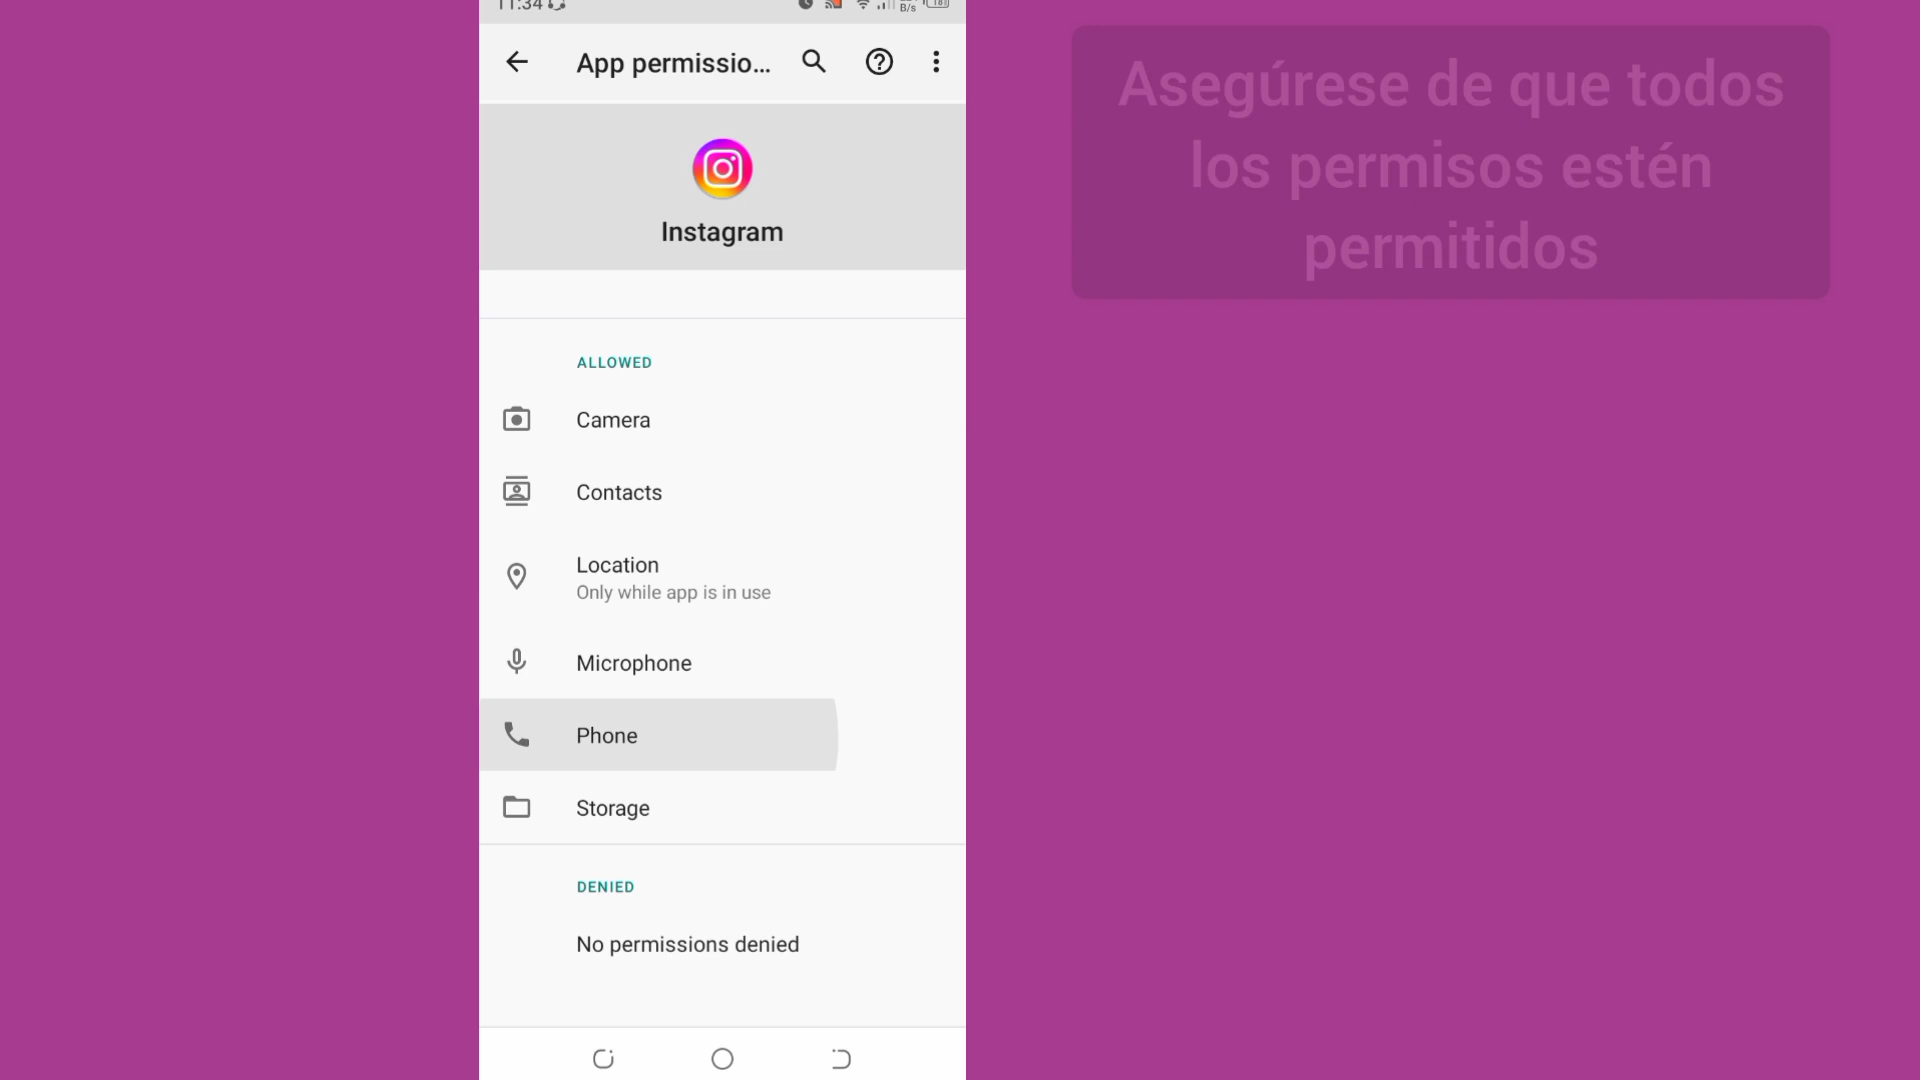 11:34
B/s
App permissio...
Instagram
ALLOWED
Camera
Contacts
Location
Only while app is in use
Microphone
Phone
Storage
DENIED
No permissions denied
Asegúrese de que todos
los permisos estén
permitidos